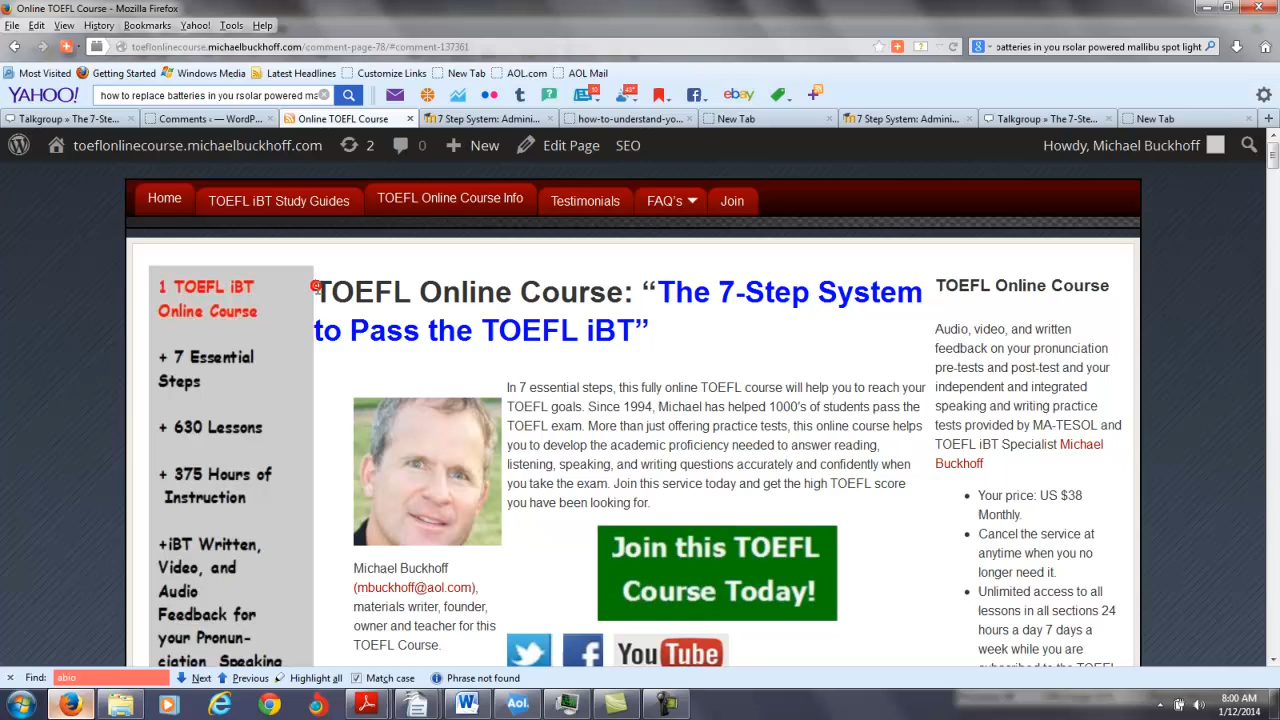 Online TOEFL Course - Mozilla Firefox
File Edit View History Bookmarks Yahoo! Tools Help
toeflonlinecourse.michaelbuckhoff.com/comment-page-78/#comment-137361
batteries in you rsolar powered mallibu spot light
Most Visited Getting Started Windows Media Latest Headlines Customize Links New Tab AOL.com AOL Mail
YAHOO! how to replace batteries in you rsolar powered ma ebay
Talkgroup » The 7-Ste... Comments ‹ — WordP... Online TOEFL Course 7 Step System: Admini... how-to-understand-yo... New Tab 7 Step System: Admini... Talkgroup » The 7-Ste... New Tab
toeflonlinecourse.michaelbuckhoff.com 2 0 New Edit Page SEO Howdy, Michael Buckhoff
Home TOEFL iBT Study Guides TOEFL Online Course Info Testimonials FAQ's Join
1 TOEFL iBT
Online Course
+ 7 Essential
Steps
+ 630 Lessons
+ 375 Hours of
Instruction
+iBT Written,
Video, and
Audio
Feedback for
your Pronun-
ciation, Speaking
TOEFL Online Course: “The 7-Step System
to Pass the TOEFL iBT”
Michael Buckhoff
(mbuckhoff@aol.com),
materials writer, founder,
owner and teacher for this
TOEFL Course.
In 7 essential steps, this fully online TOEFL course will help you to reach your
TOEFL goals. Since 1994, Michael has helped 1000's of students pass the
TOEFL exam. More than just offering practice tests, this online course helps
you to develop the academic proficiency needed to answer reading,
listening, speaking, and writing questions accurately and confidently when
you take the exam. Join this service today and get the high TOEFL score
you have been looking for.
Join this TOEFL
Course Today!
You Tube
TOEFL Online Course
Audio, video, and written
feedback on your pronunciation
pre-tests and post-test and your
independent and integrated
speaking and writing practice
tests provided by MA-TESOL and
TOEFL iBT Specialist Michael
Buckhoff
Your price: US $38
Monthly.
Cancel the service at
anytime when you no
longer need it.
Unlimited access to all
lessons in all sections 24
hours a day 7 days a
week while you are
subscribed to the TOEFL
Find: abio Next Previous Highlight all Match case Phrase not found
Aol.
8:00 AM
1/12/2014